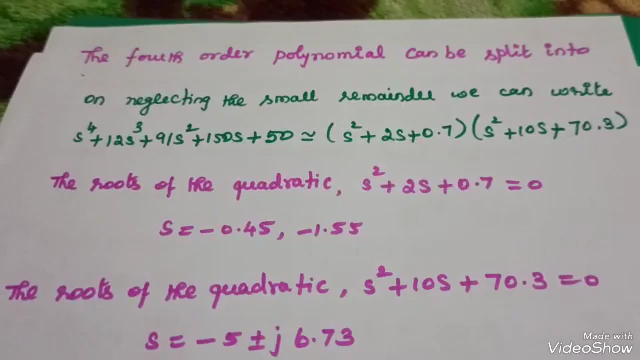 The fourth order polynomial can be split into
on neglecting the small remainder we can write
s⁴+12s³+91s²+150s+50 ≃ (s²+2s+0.7)(s²+10s+70.3)
The roots of the quadratic, s²+2s+0.7=0
s=-0.45, -1.55
The roots of the quadratic, s²+10s+70.3=0
s=-5±j6.73
Made With
VideoShow